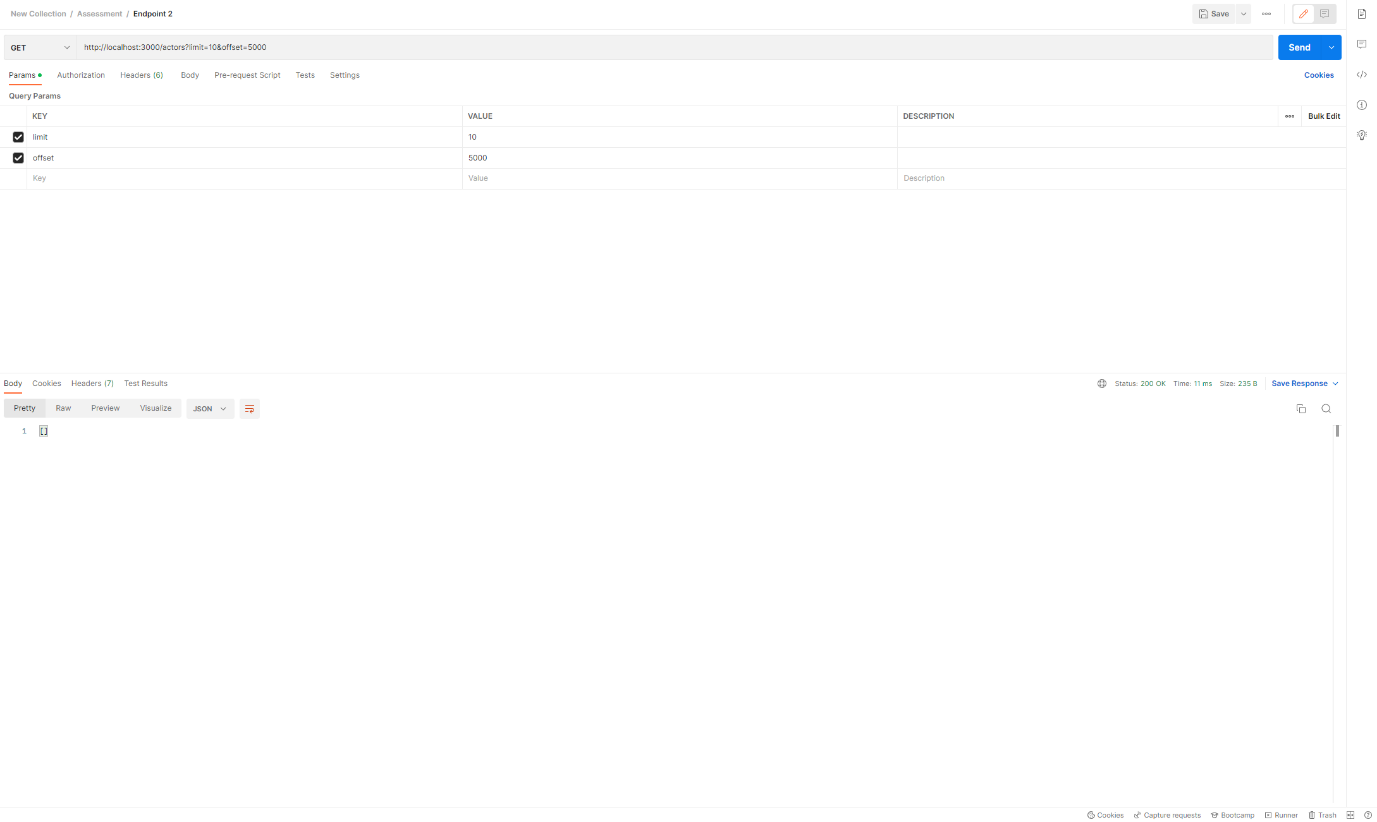 New Collection / Assessment / Endpoint 2
Save
GET
http://localhost:3000/actors?limit=10&offset=5000
Send
Params
Authorization
Headers (6)
Body
Pre-request Script
Tests
Settings
Cookies
Query Params
KEY
VALUE
DESCRIPTION
Bulk Edit
limit
10
offset
5000
Key
Value
Description
Body
Cookies
Headers (7)
Test Results
Status: 200 OK
Time: 11 ms
Size: 235 B
Save Response
Pretty
Raw
Preview
Visualize
JSON
1
[]
Cookies
Capture requests
Bootcamp
Runner
Trash